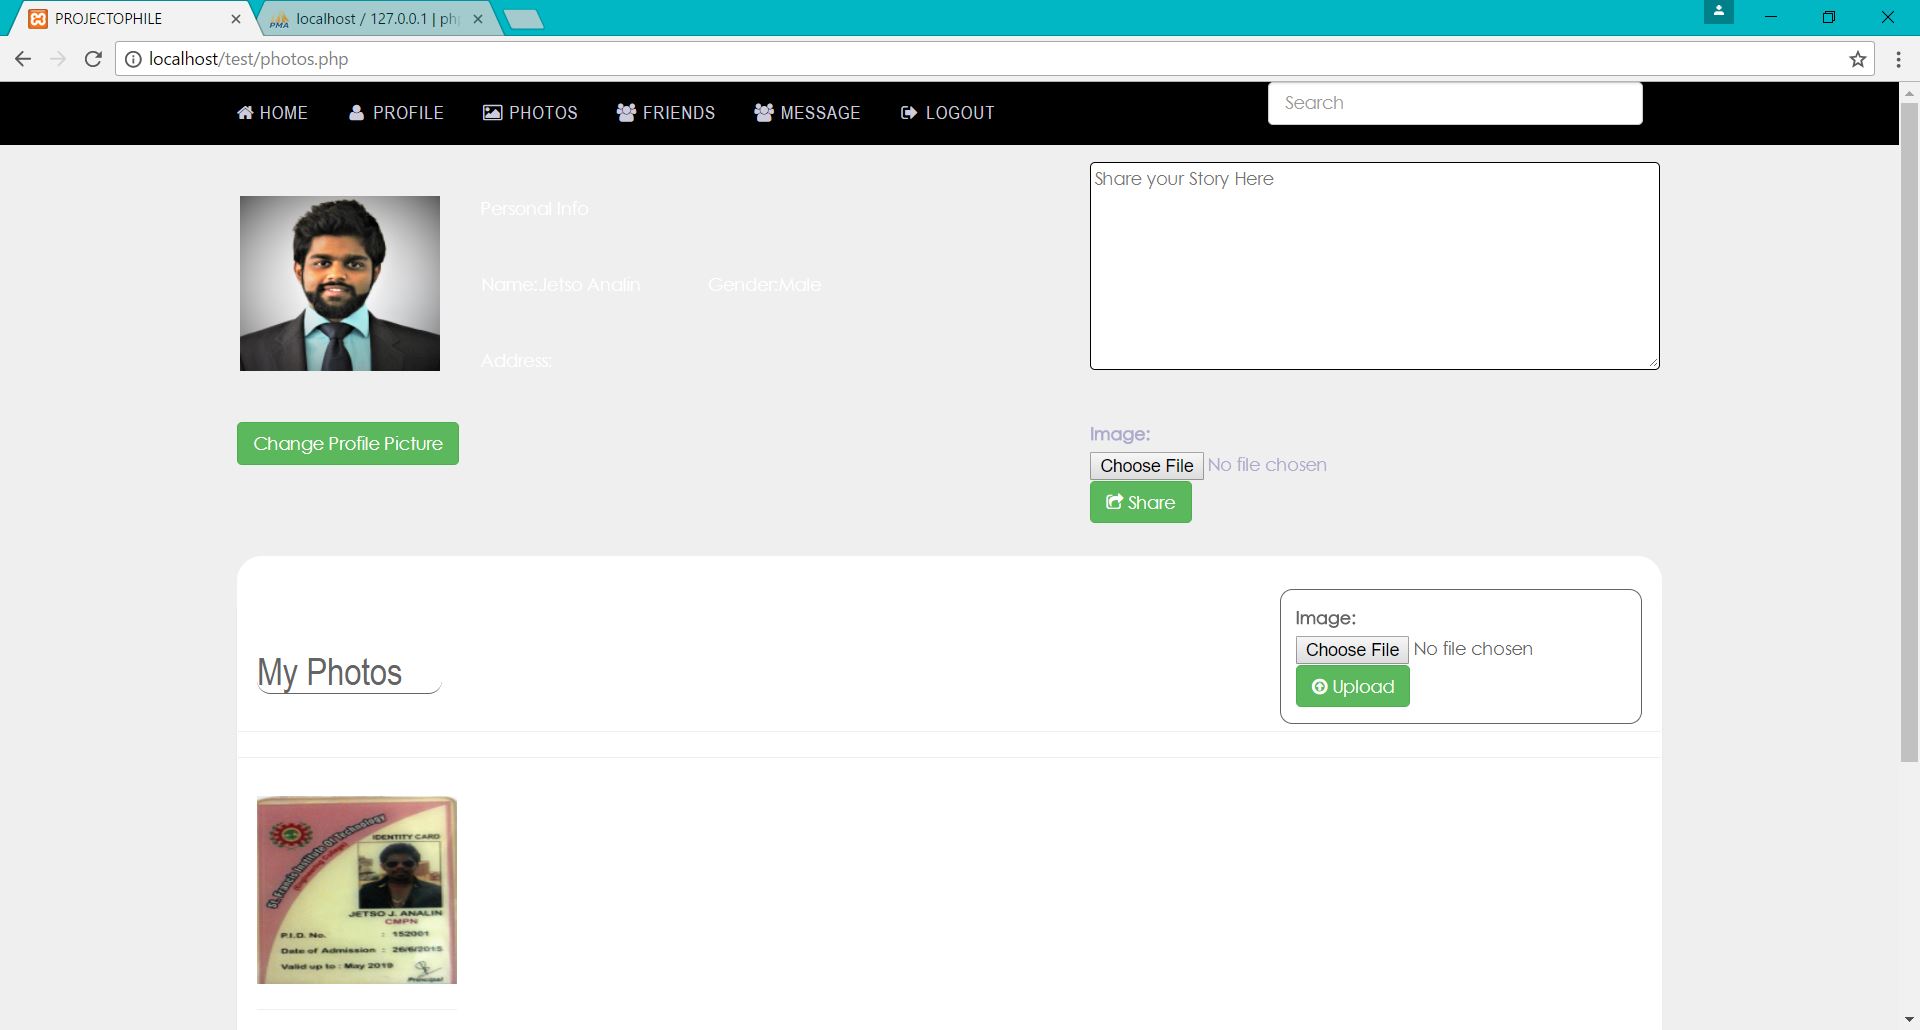 PROJECTOPHILE
localhost / 127.0.0.1 | php
localhost/test/photos.php
HOME PROFILE PHOTOS FRIENDS MESSAGE LOGOUT Search
Share your Story Here
Personal Info
Name:Jetso Analin Gender:Male
Address:
Change Profile Picture
Image:
Choose File No file chosen
Share
Image:
Choose File No file chosen
Upload
My Photos
St. Francis Institute Of Technology
(Engineering College)
IDENTITY CARD
JETSO J. ANALIN
CMPN
P.I.D. No. : 152001
Date of Admission : 26/6/2015
Valid up to : May 2019
Principal